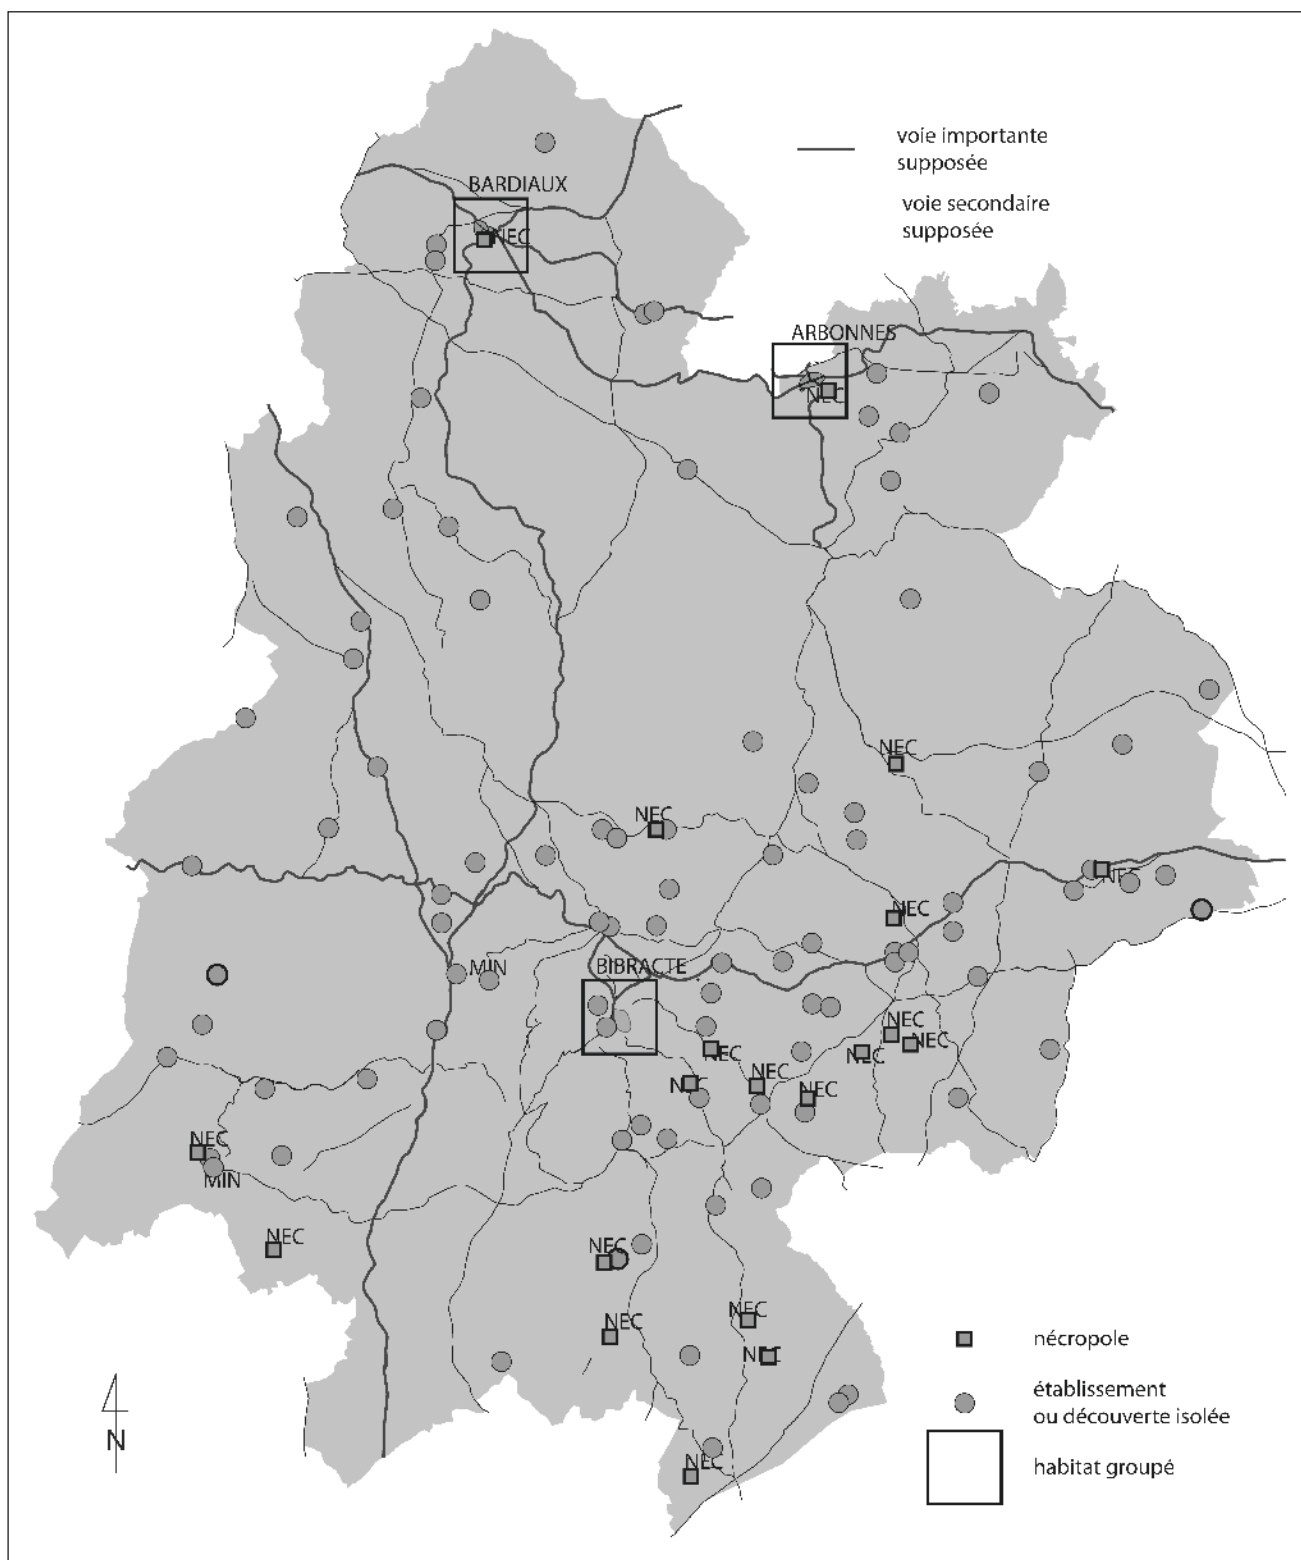 voie importante
supposée
BARDIAUX
voie secondaire
supposée
NEC
ARBONNES
NEC
NEC
NEC
NEC
NEC
BIBRACTE
MIN
NEC
NEC
NEC
NEC
NEC
NEC
NEC
NEC
MIN
NEC
NEC
NEC
NEC
nécropole
NEC
établissement
ou découverte isolée
N
NEC
habitat groupé